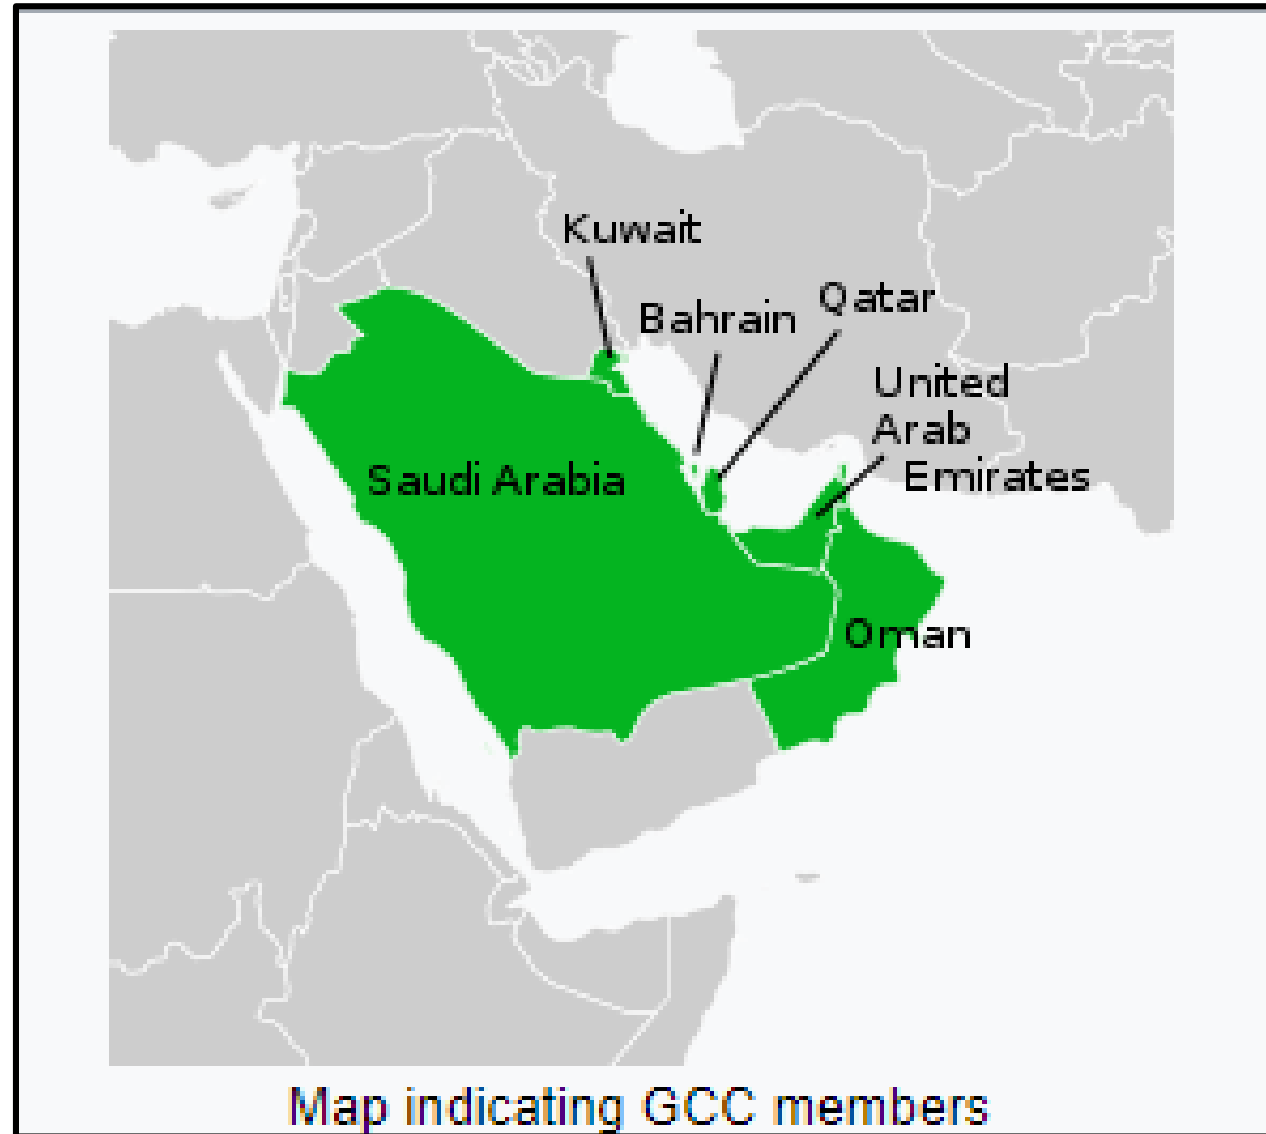 Kuwait
Bahrain
Qatar
United
Arab
Emirates
Saudi Arabia
Oman
Map indicating GCC members